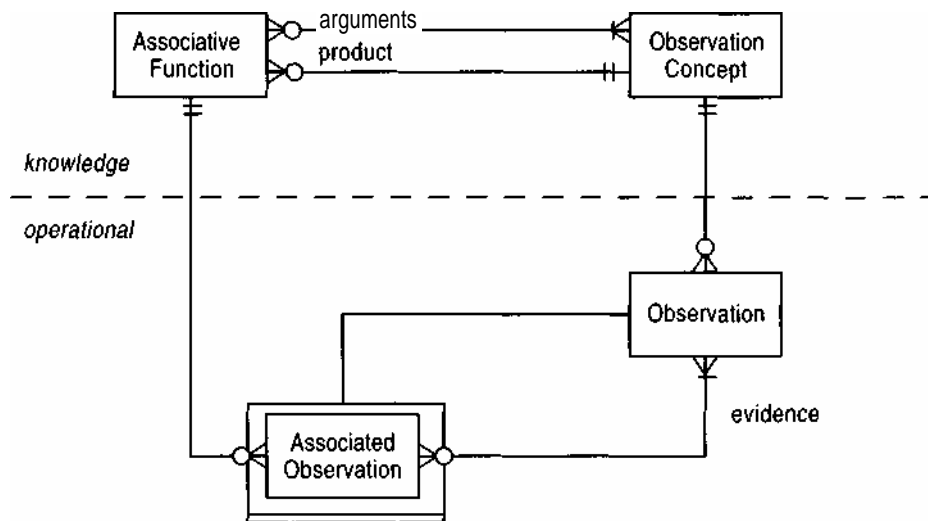 arguments
Associative
Function
product
Observation
Concept
knowledge
operational
Observation
evidence
Associated
Observation